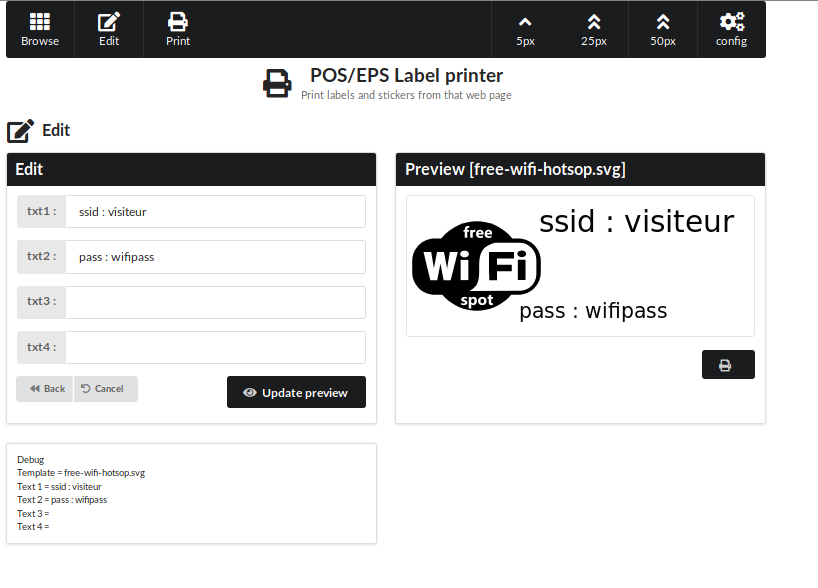 Browse
Edit
Print
5px
25px
50px
config
POS/EPS Label printer
Print labels and stickers from that web page
Edit
Edit
txt1 :
ssid : visiteur
txt2 :
pass : wifipass
txt3 :
txt4 :
Back
Cancel
Update preview
Preview [free-wifi-hotsop.svg]
free
WiFi
spot
ssid : visiteur
pass : wifipass
Debug
Template = free-wifi-hotsop.svg
Text 1 = ssid : visiteur
Text 2 = pass : wifipass
Text 3 =
Text 4 =